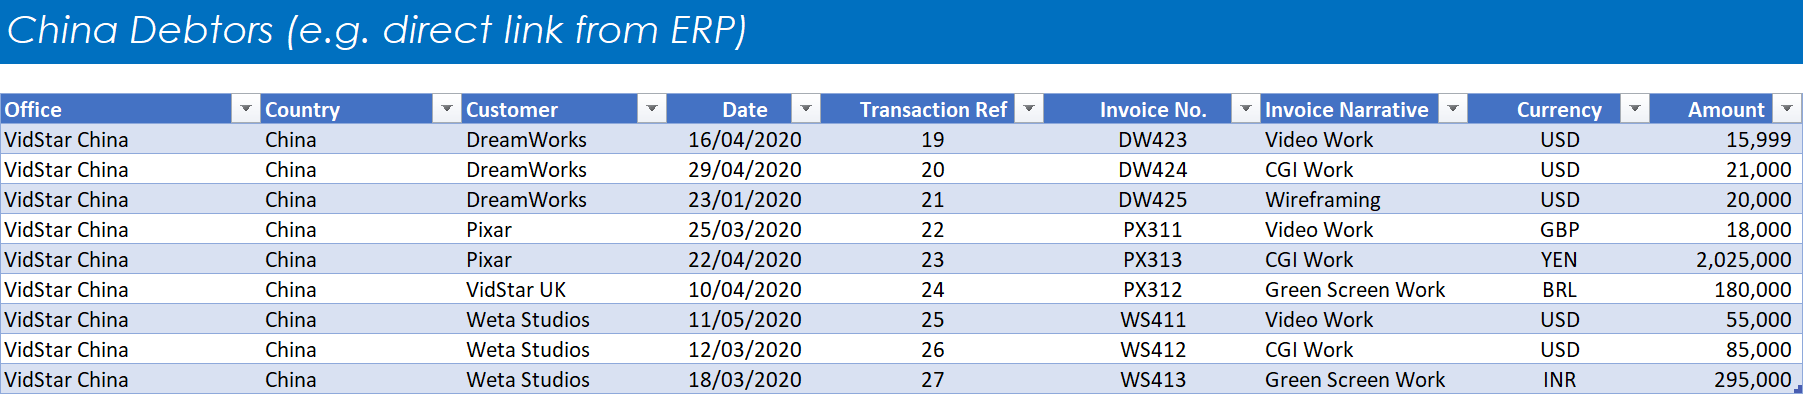 China Debtors (e.g. direct link from ERP)
Office Country Customer Date Transaction Ref Invoice No. Invoice Narrative Currency Amount
VidStar China China DreamWorks 16/04/2020 19 DW423 Video Work USD 15,999
VidStar China China DreamWorks 29/04/2020 20 DW424 CGI Work USD 21,000
VidStar China China DreamWorks 23/01/2020 21 DW425 Wireframing USD 20,000
VidStar China China Pixar 25/03/2020 22 PX311 Video Work GBP 18,000
VidStar China China Pixar 22/04/2020 23 PX313 CGI Work YEN 2,025,000
VidStar China China VidStar UK 10/04/2020 24 PX312 Green Screen Work BRL 180,000
VidStar China China Weta Studios 11/05/2020 25 WS411 Video Work USD 55,000
VidStar China China Weta Studios 12/03/2020 26 WS412 CGI Work USD 85,000
VidStar China China Weta Studios 18/03/2020 27 WS413 Green Screen Work INR 295,000